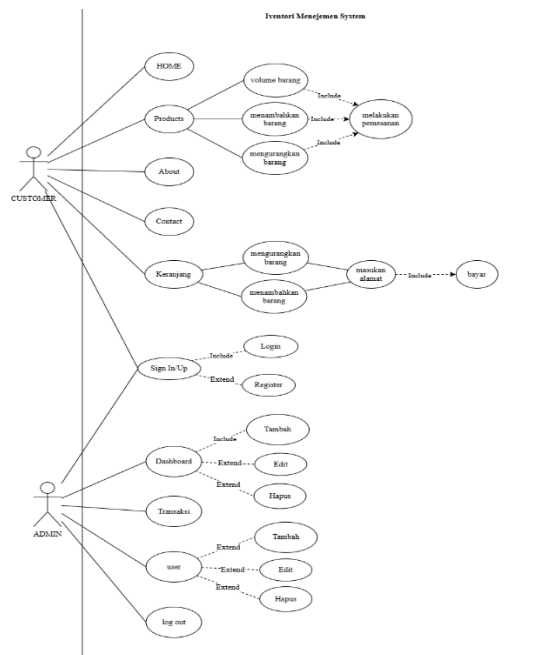 Iventori Menejemen System
HOME
volume barang
Include
Products
menambahkan
barang
Include
melakukan
pemesanan
mengurangkan
barang
Include
CUSTOMER
About
Contact
Keranjang
mengurangkan
barang
menambahkan
barang
masukan
alamat
Include
bayar
Sign In/Up
Include
Login
Extend
Register
Dashboard
Include
Tambah
Extend
Edit
Extend
Hapus
ADMIN
Transaksi
user
Extend
Tambah
Extend
Edit
Extend
Hapus
log out